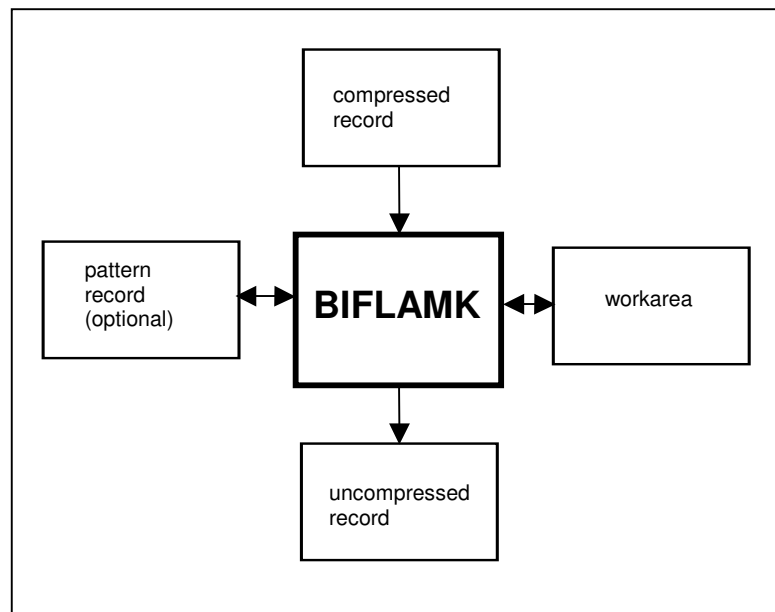 compressed
record
pattern
record
(optional)
BIFLAMK
workarea
uncompressed
record